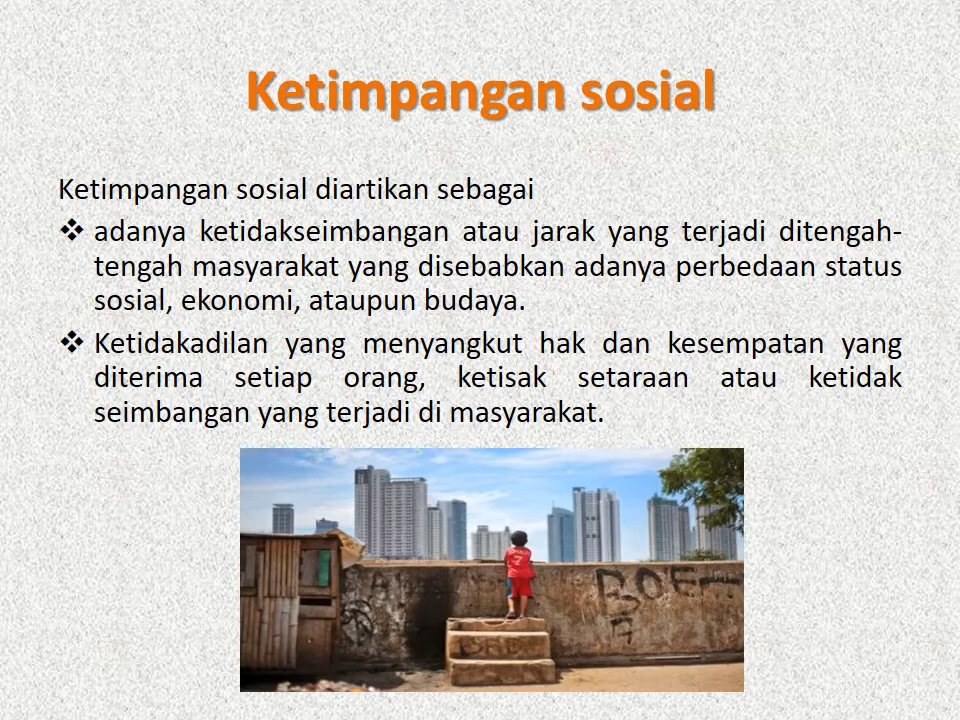 Ketimpangan sosial
Ketimpangan sosial diartikan sebagai
❖ adanya ketidakseimbangan atau jarak yang terjadi ditengah-
tengah masyarakat yang disebabkan adanya perbedaan status
sosial, ekonomi, ataupun budaya.
❖ Ketidakadilan yang menyangkut hak dan kesempatan yang
diterima setiap orang, ketisak setaraan atau ketidak
seimbangan yang terjadi di masyarakat.
7
7